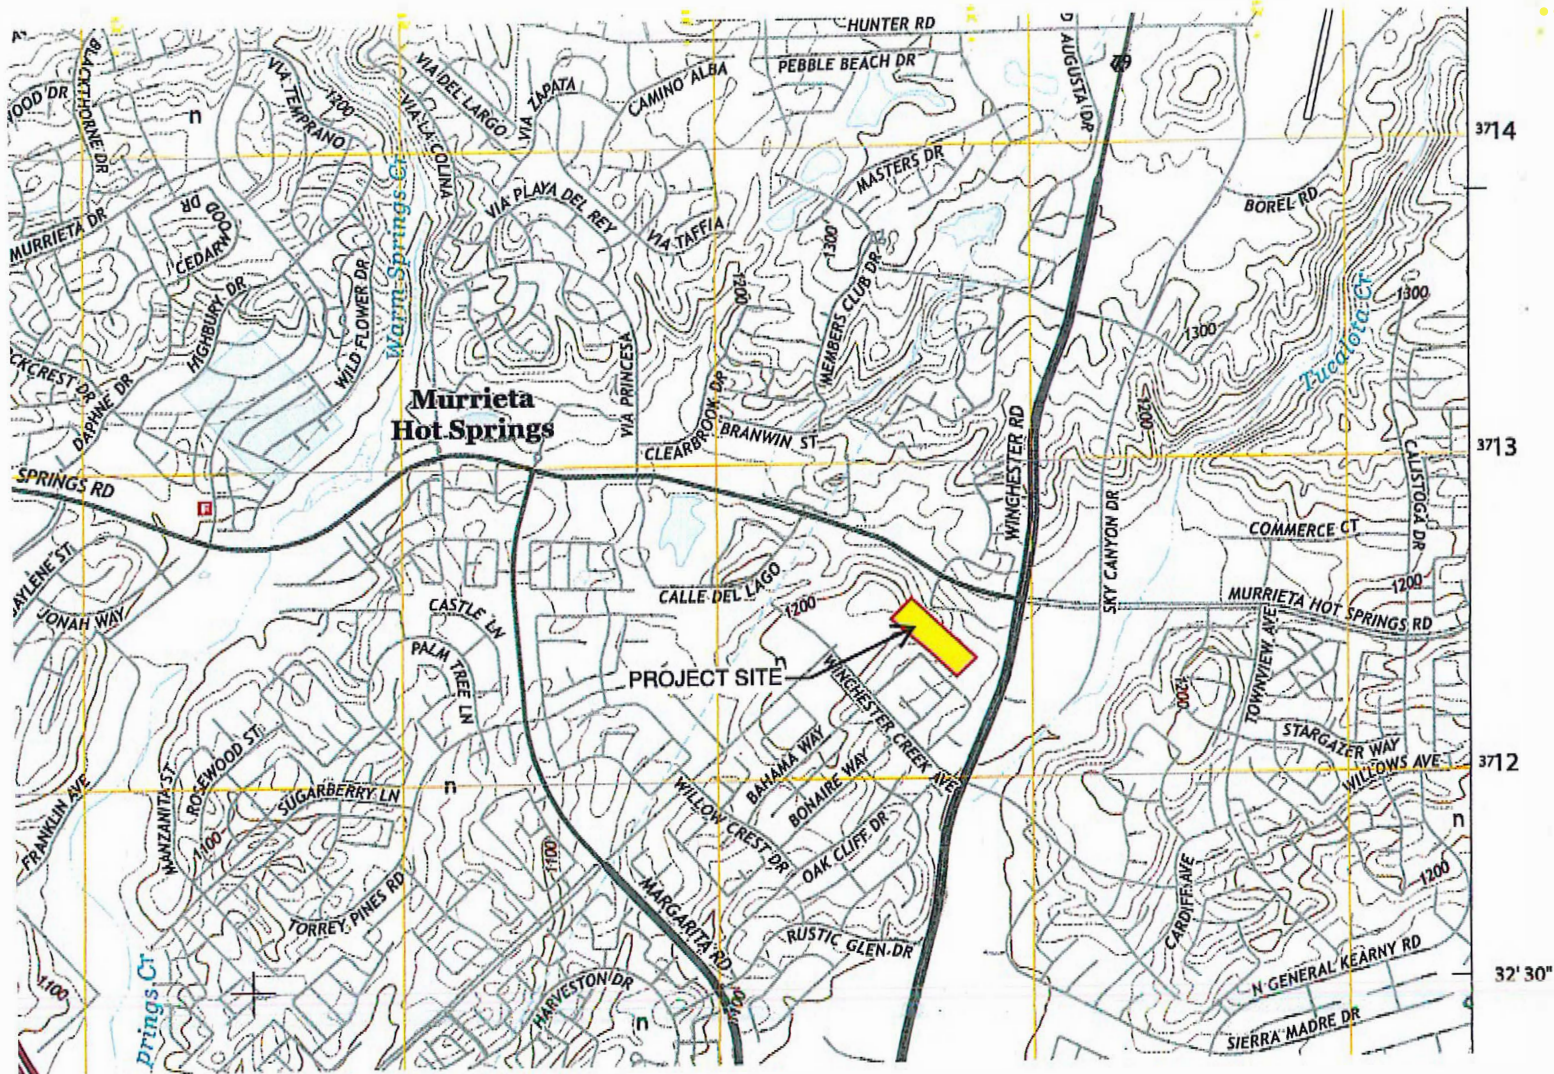 HUNTER RD
BLACKTHORNE DR
WOOD DR
VIA TEMPRANO
1200
VIA DEL LARGO
VIA LA COLINA
VIA ZAPATA
CAMINO ALBA
PEBBLE BEACH DR
AUGUSTA DR
n
3714
MASTERS DR
Warm Springs Cr
VIA PLAYA DEL REY
VIA TAFFIA
BOREL RD
MURRIETA DR
CEDARWOOD DR
1300
1200
MEMBERS CLUB DR
HIGHBURY DR
WILD FLOWER DR
1300
1300
Tucalota Cr
DAPHNE DR
VIA PRINCESA
CLEARBROOK DR
BRANWIN ST
Murrieta
Hot Springs
WINCHESTER RD
1200
3713
CALISTOGA DR
SPRINGS RD
F
SKY CANYON DR
COMMERCE CT
JONAH WAY
CASTLE LN
CALLE DEL LAGO
1200
1200
MURRIETA HOT SPRINGS RD
PALM TREE LN
PROJECT SITE
n
WINCHESTER CREEK AVE
TOWNVIEW AVE
1200
STARGAZER WAY
WILLOWS AVE
3712
ROSEWOOD ST
MANZANITA ST
FRANKLIN AVE
SUGARBERRY LN
n
BAHAMA WAY
BONAIRE WAY
WILLOW CREST DR
OAK CLIFF DR
n
1100
1100
1200
TORREY PINES RD
MARGARITA RD
RUSTIC GLEN DR
CARDIFF AVE
N GENERAL KEARNY RD
32'30"
1100
prings Cr
HARVESTON DR
n
1100
SIERRA MADRE DR